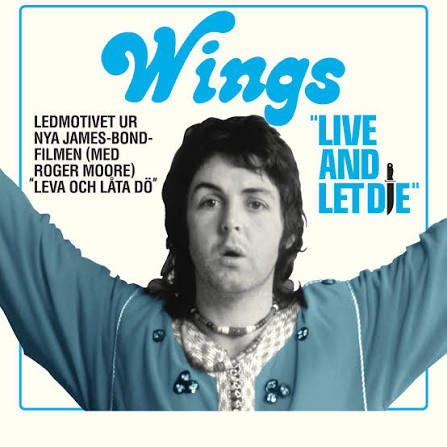 Wings
LEDMOTIVET UR
NYA JAMES-BOND-
FILMEN (MED
ROGER MOORE)
"LEVA OCH LÅTA DÖ"
"LIVE
AND
LET DIE"